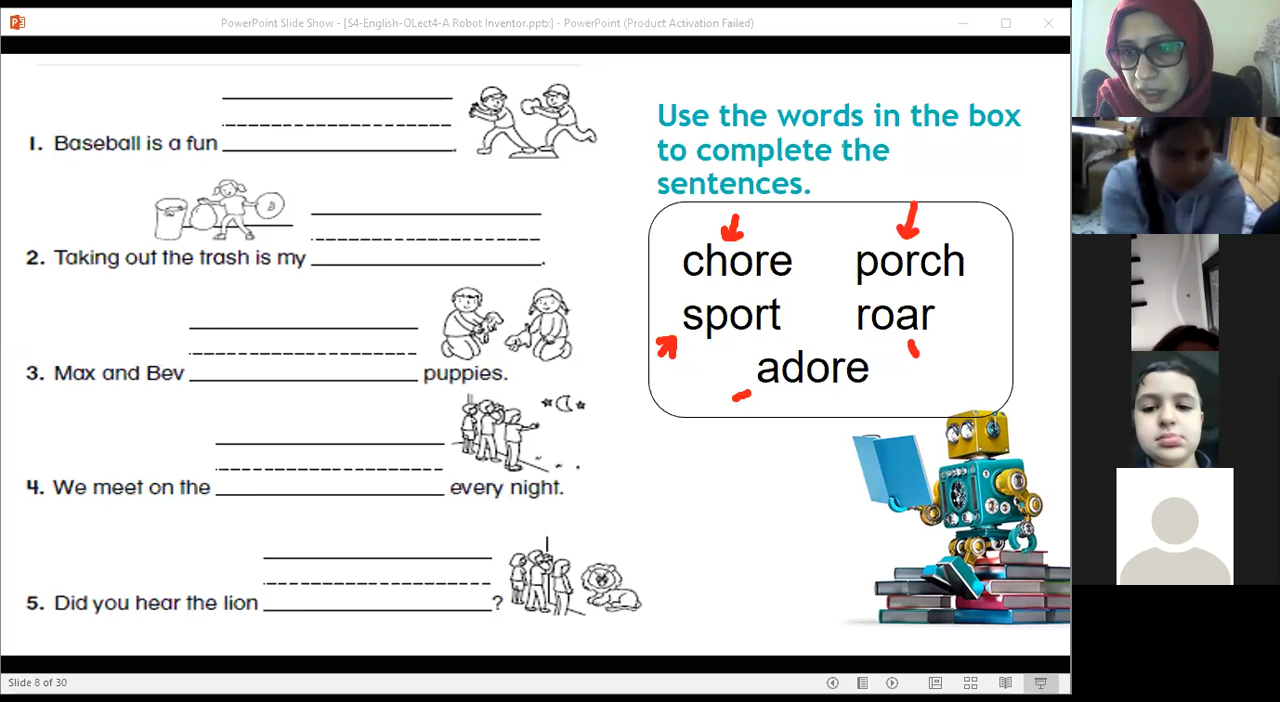 PowerPoint Slide Show - [S4-English-OLect4-A Robot Inventor.pptx] - PowerPoint (Product Activation Failed)
1. Baseball is a fun .
2. Taking out the trash is my .
3. Max and Bev puppies.
4. We meet on the every night.
5. Did you hear the lion ?
Use the words in the box
to complete the
sentences.
chore porch
sport roar
adore
Slide 8 of 30